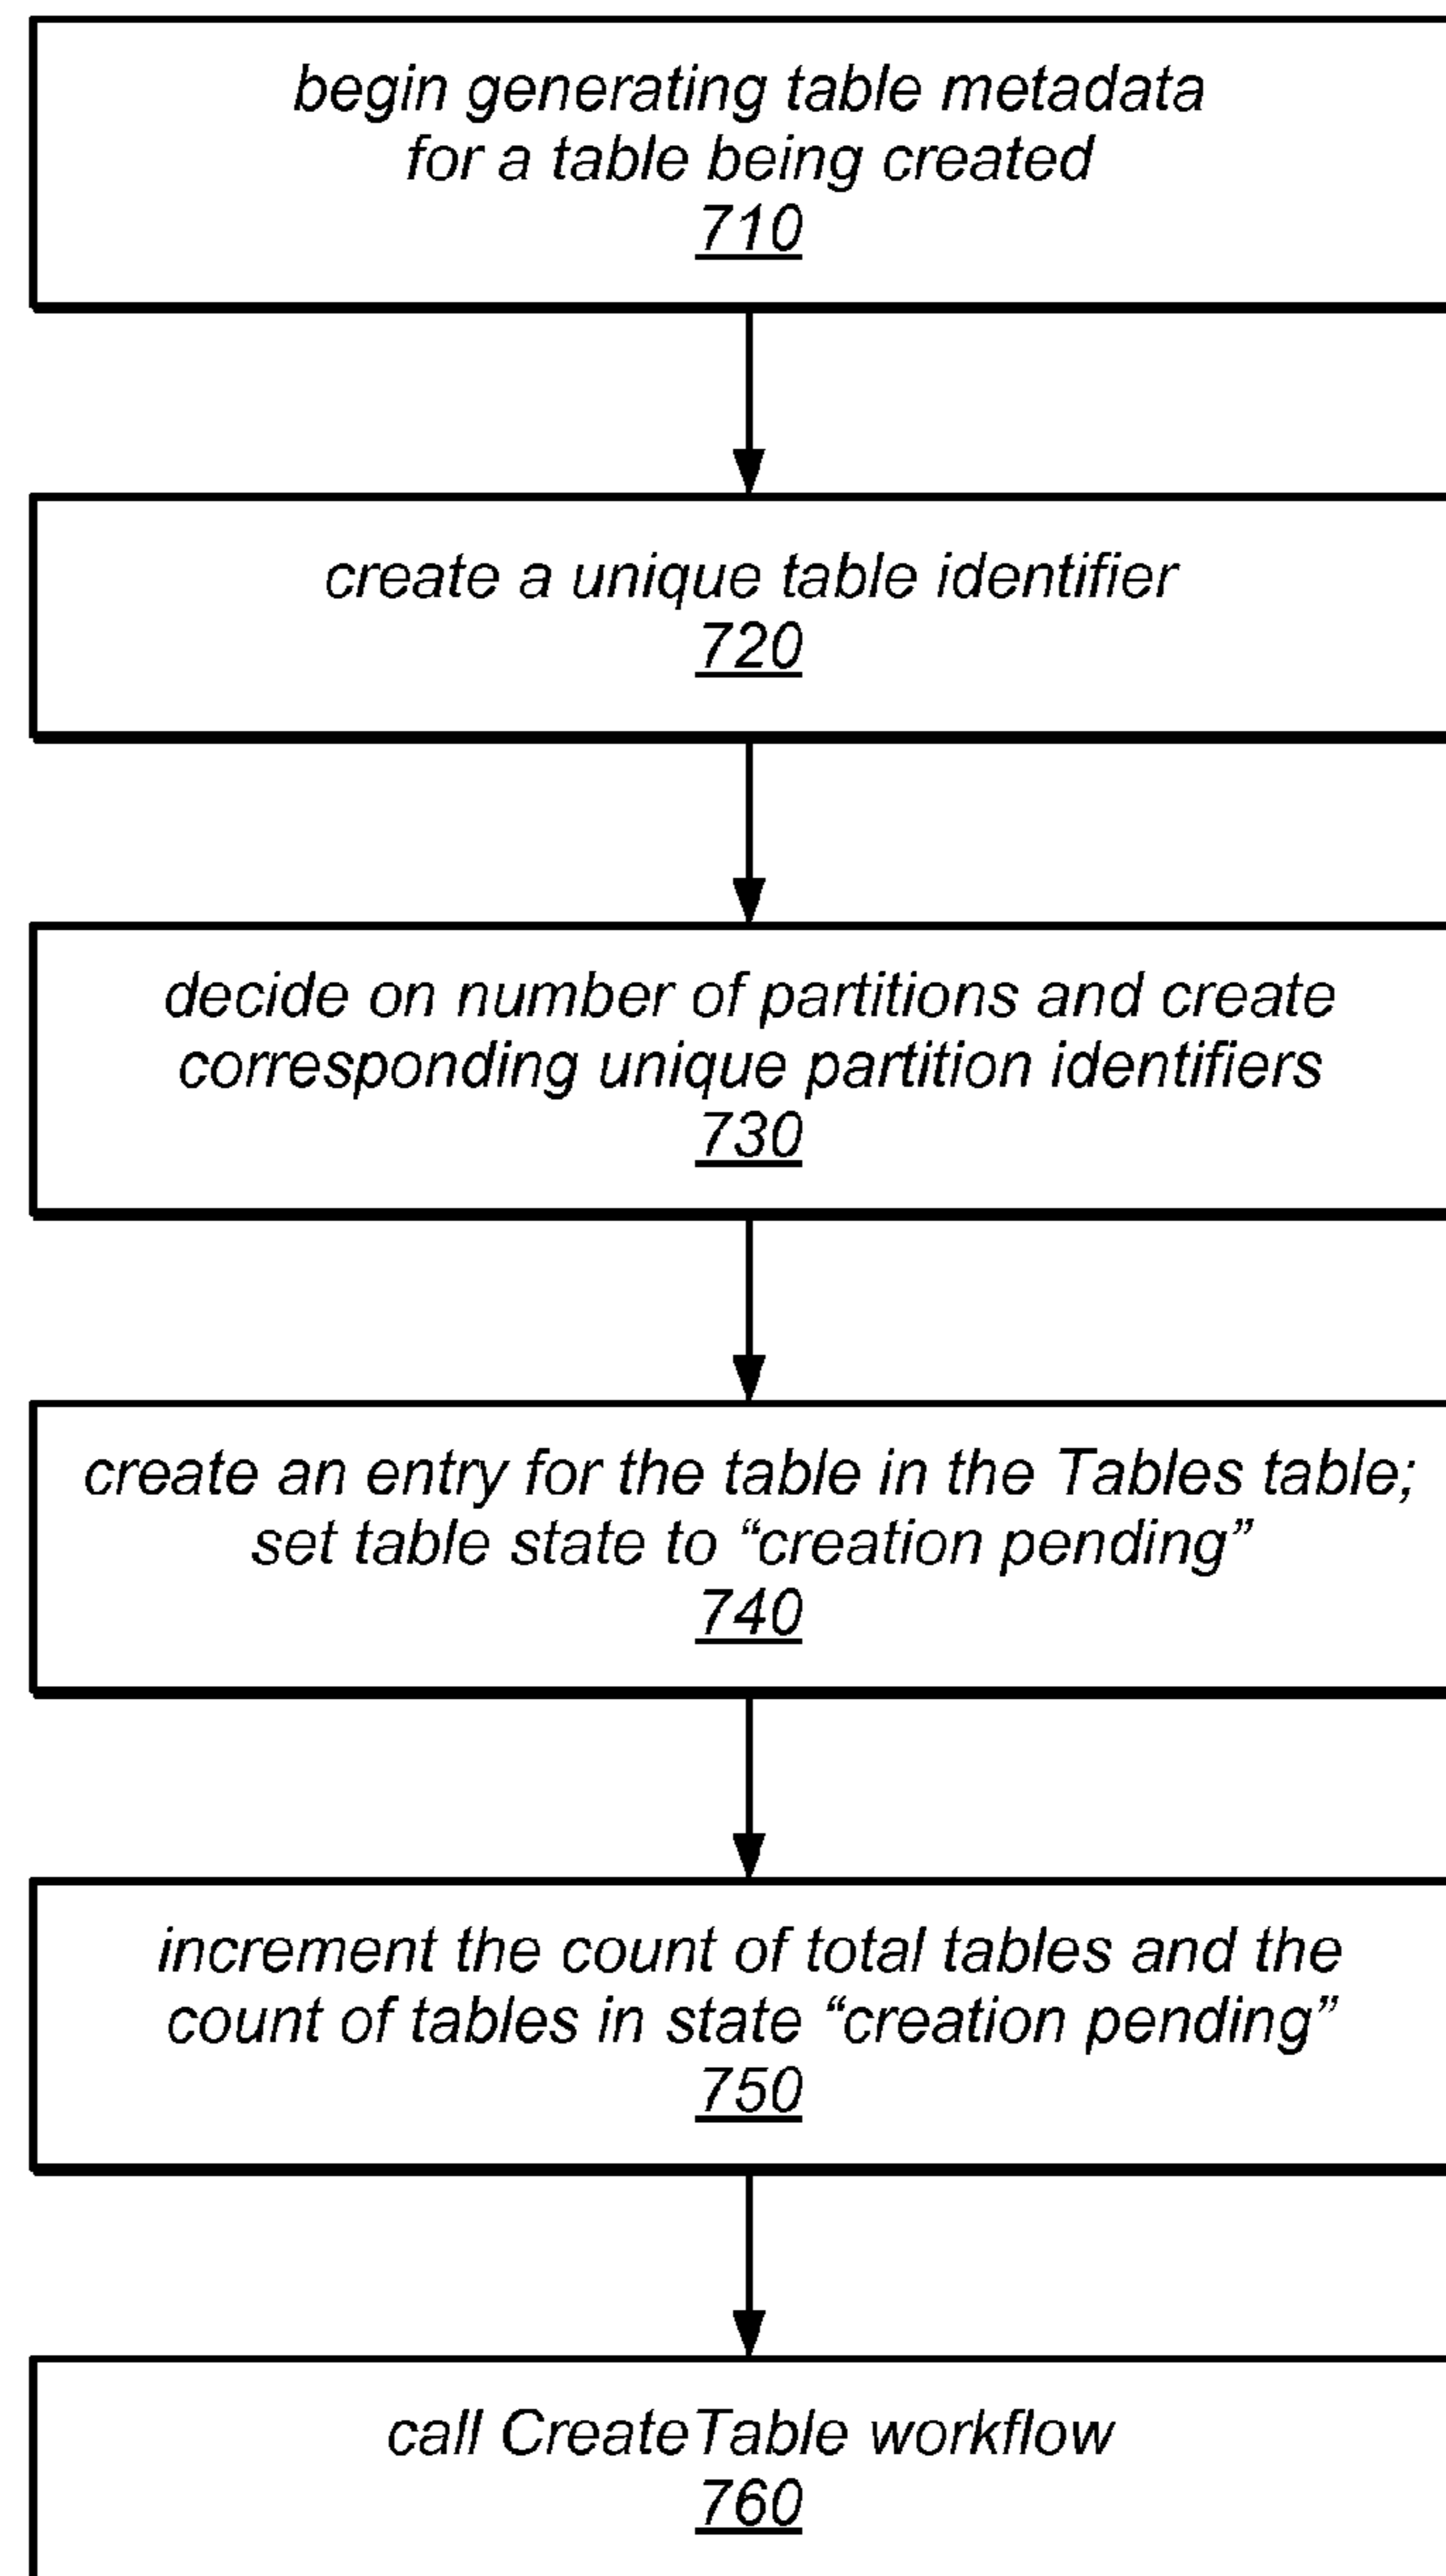 begin generating table metadata
for a table being created
710
create a unique table identifier
720
decide on number of partitions and create
corresponding unique partition identifiers
730
create an entry for the table in the Tables table;
set table state to “creation pending”
740
increment the count of total tables and the
count of tables in state “creation pending”
750
call CreateTable workflow
760